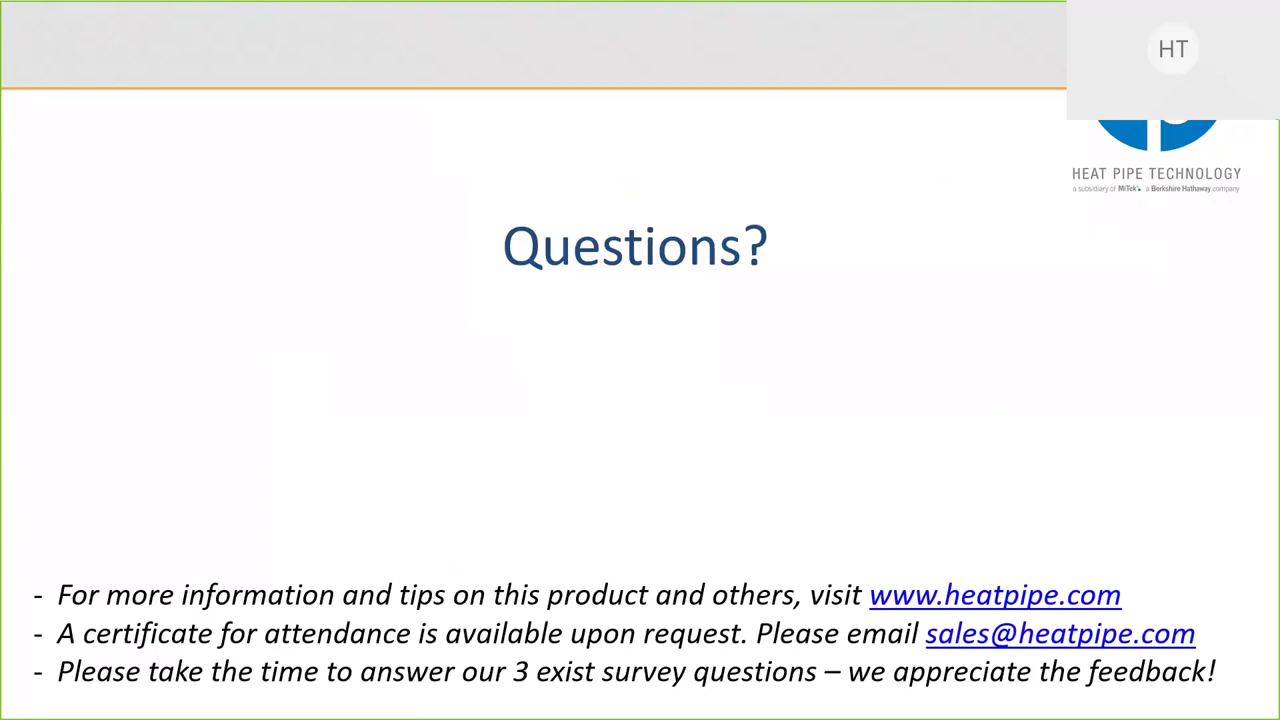 HT
HEAT PIPE TECHNOLOGY
a subsidiary of MiTek®, a Berkshire Hathaway company
Questions?
- For more information and tips on this product and others, visit www.heatpipe.com
- A certificate for attendance is available upon request. Please email sales@heatpipe.com
- Please take the time to answer our 3 exist survey questions – we appreciate the feedback!